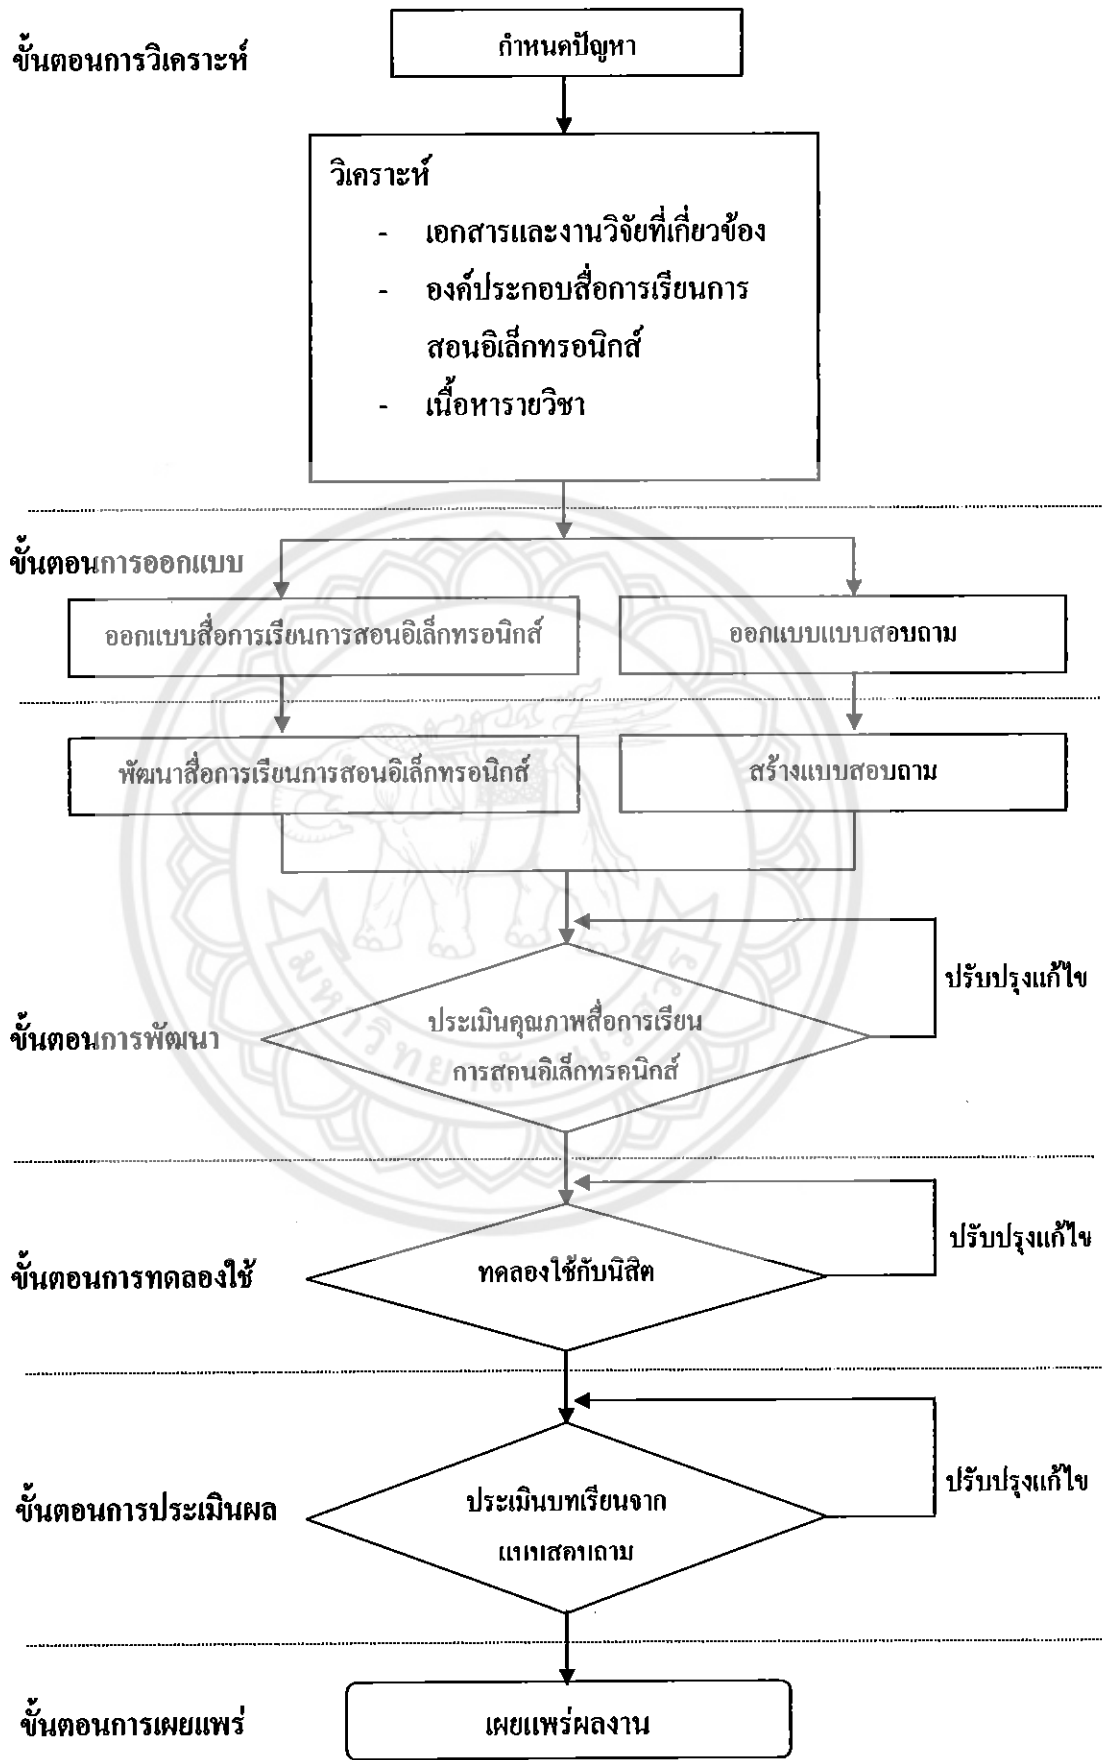 ขั้นตอนการวิเคราะห์
กำหนดปัญหา
วิเคราะห์
- เอกสารและงานวิจัยที่เกี่ยวข้อง
- องค์ประกอบสื่อการเรียนการ
สอนอิเล็กทรอนิกส์
- เนื้อหารายวิชา
ขั้นตอนการออกแบบ
ออกแบบสื่อการเรียนการสอนอิเล็กทรอนิกส์
ออกแบบแบบสอบถาม
พัฒนาสื่อการเรียนการสอนอิเล็กทรอนิกส์
สร้างแบบสอบถาม
ปรับปรุงแก้ไข
ขั้นตอนการพัฒนา
ประเมินคุณภาพสื่อการเรียน
การสอนอิเล็กทรอนิกส์
มหาวิทยาลัยนเรศวร
ปรับปรุงแก้ไข
ขั้นตอนการทดลองใช้
ทดลองใช้กับนิสิต
ปรับปรุงแก้ไข
ขั้นตอนการประเมินผล
ประเมินบทเรียนจาก
แบบสอบถาม
ขั้นตอนการเผยแพร่
เผยแพร่ผลงาน